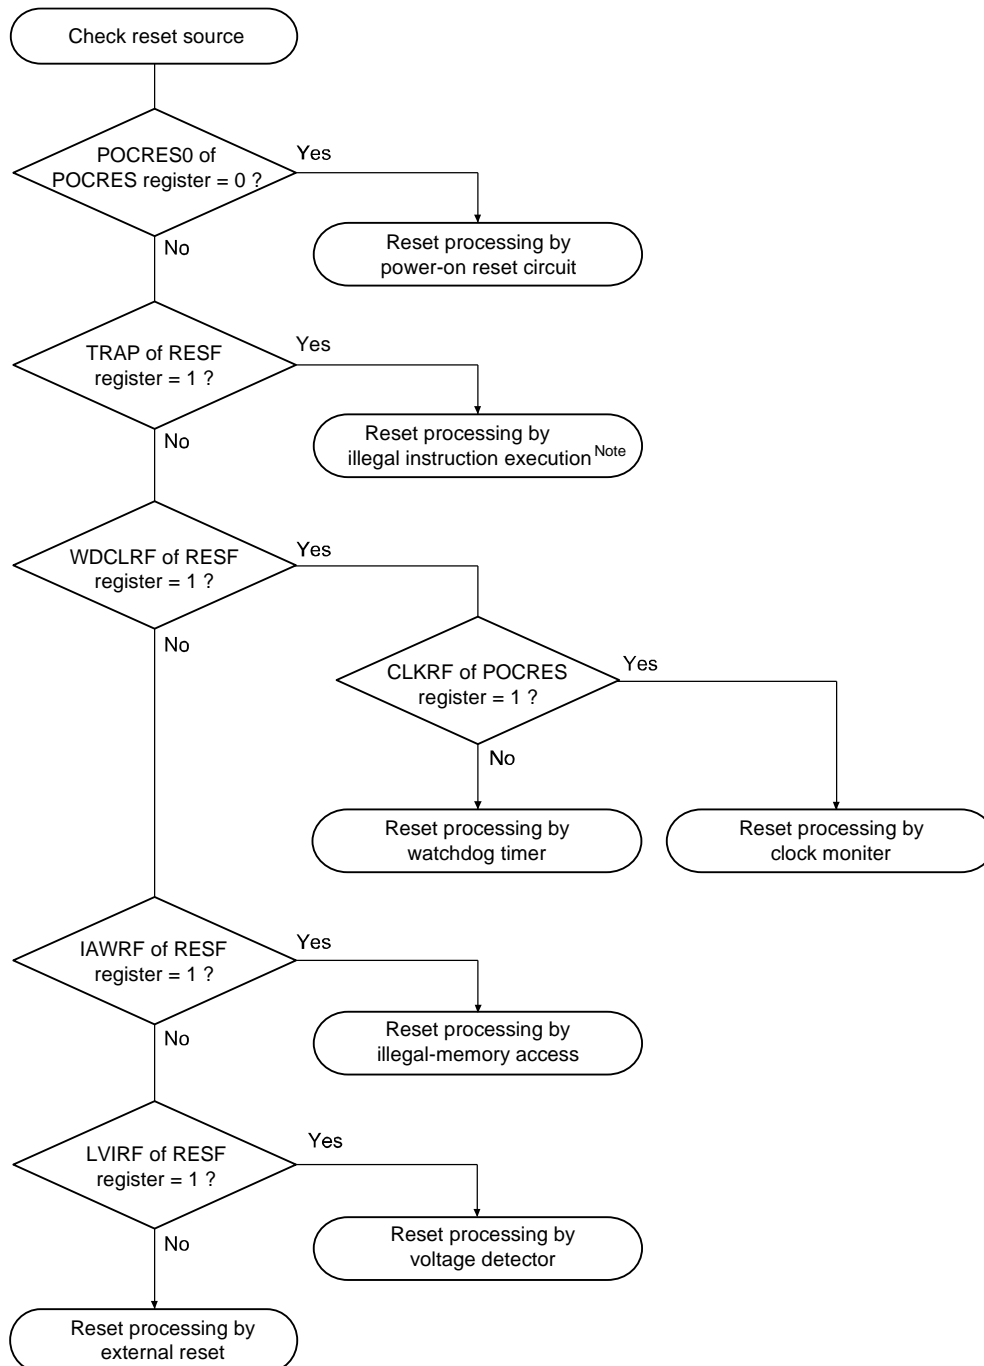 Check reset source
POCRES0 of
POCRES register = 0 ?
Yes
No
Reset processing by
power-on reset circuit
TRAP of RESF
register = 1 ?
Yes
No
Reset processing by
illegal instruction execution Note
WDCLRF of RESF
register = 1 ?
Yes
No
CLKRF of POCRES
register = 1 ?
Yes
No
Reset processing by
watchdog timer
Reset processing by
clock moniter
IAWRF of RESF
register = 1 ?
Yes
No
Reset processing by
illegal-memory access
LVIRF of RESF
register = 1 ?
Yes
No
Reset processing by
voltage detector
Reset processing by
external reset